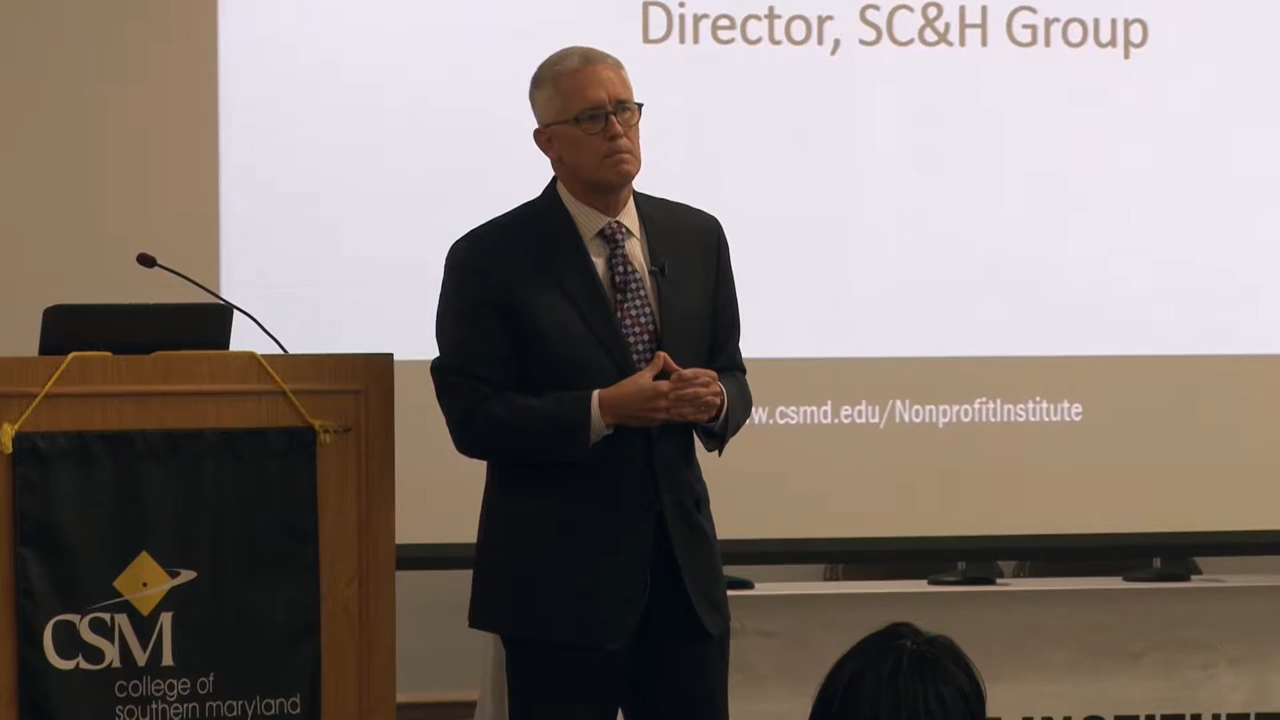 Director, SC&H Group
.csmd.edu/NonprofitInstitute
CSM
college of
southern maryland